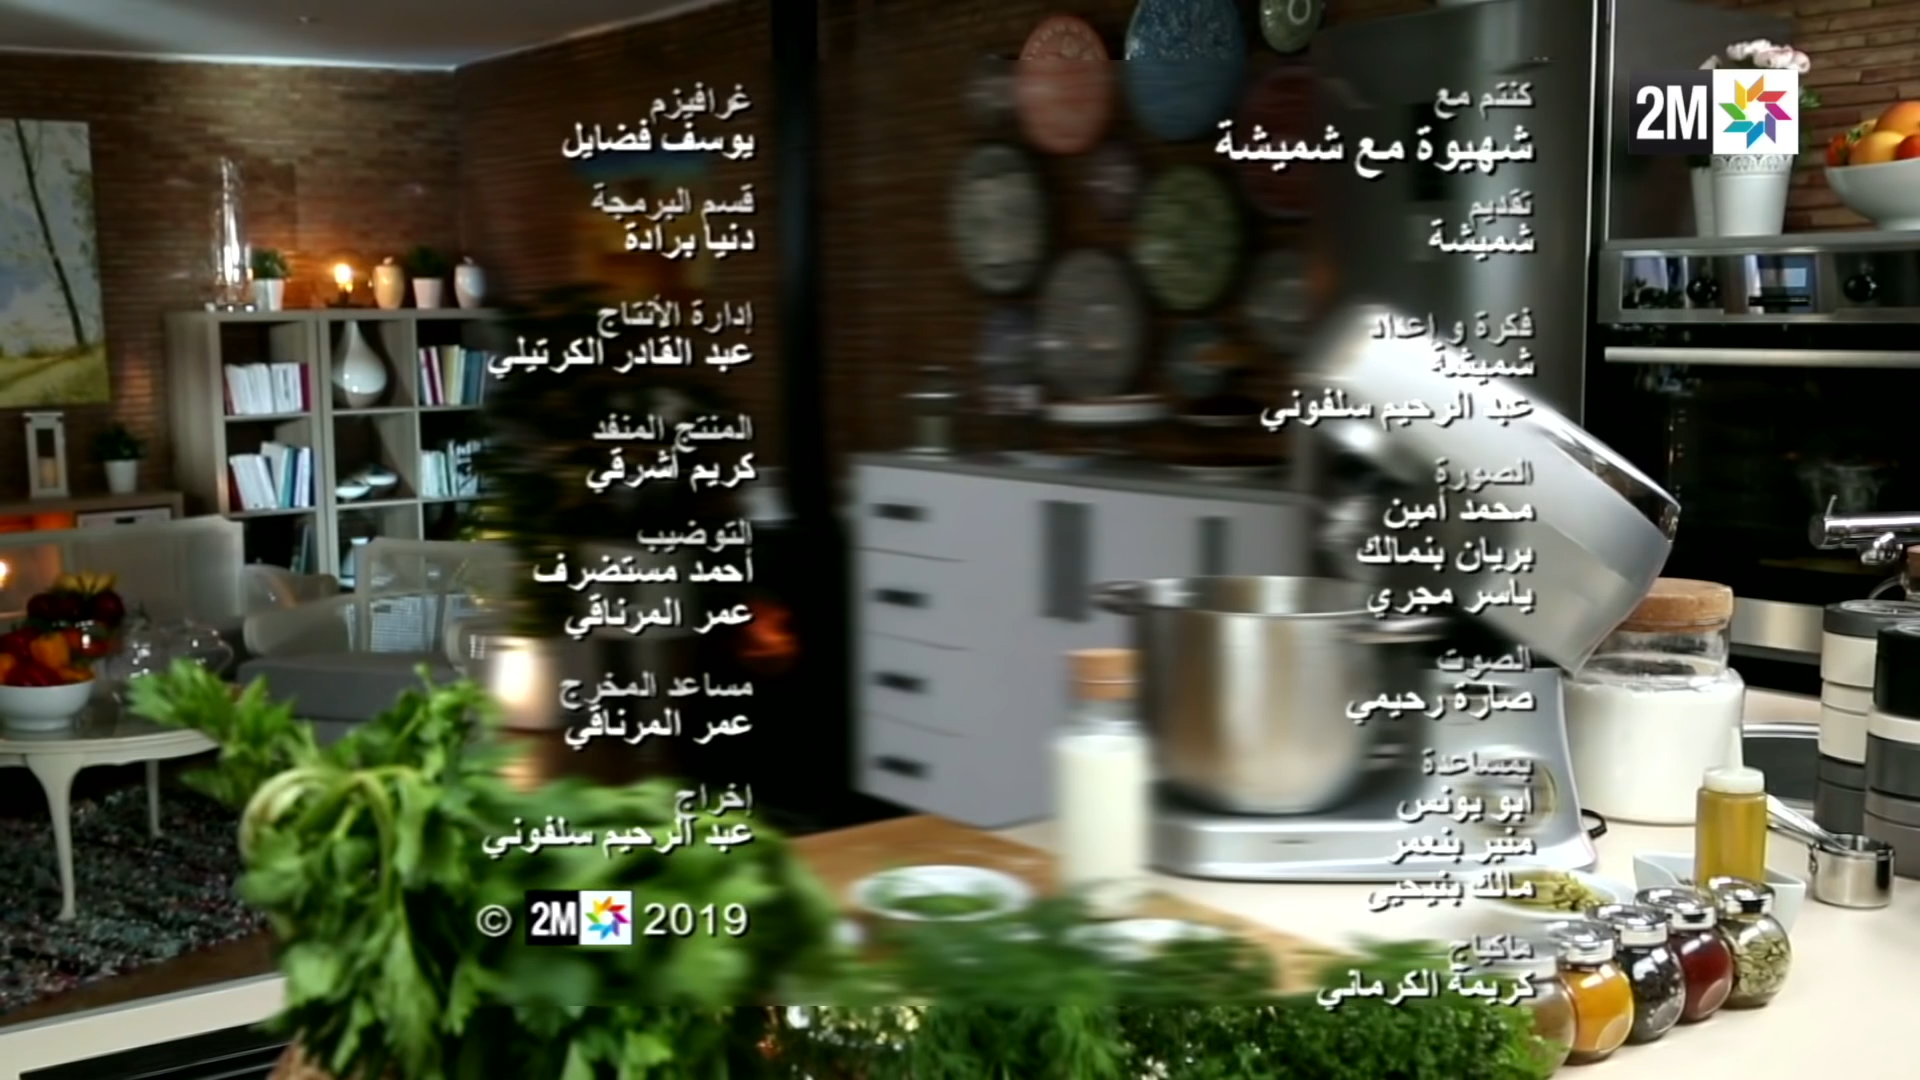 2M
كنتم مع
شهيوة مع شميشة
تقديم
شميشة
فكرة و إعداد
شميشة
عبد الرحيم سلفوني
الصورة
محمد أمين
بريان بنمالك
ياسر مجري
الصوت
صارة رحيمي
بمساعدة
ابو يونس
منير بنعمر
مالك بنيحيى
ماكياج
كريمة الكرماني
غرافيزم
يوسف فضايل
قسم البرمجة
دنيا برادة
إدارة الأنتاج
عبد القادر الكرتيلي
المنتج المنفد
كريم أشرقي
التوضيب
أحمد مستضرف
عمر المرناقي
مساعد المخرج
عمر المرناقي
إخراج
عبد الرحيم سلفوني
© 2M 2019